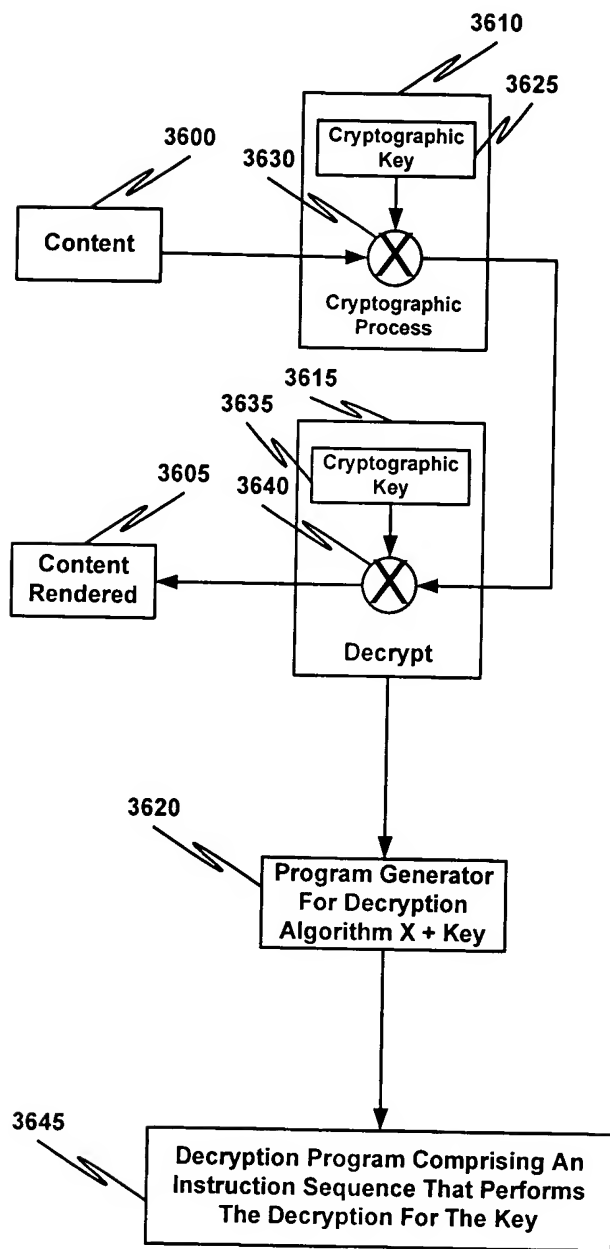 3610
3625
3600
3630
Cryptographic
Key
Content
X
Cryptographic
Process
3615
3635
3605
3640
Cryptographic
Key
Content
Rendered
X
Decrypt
3620
Program Generator
For Decryption
Algorithm X + Key
3645
Decryption Program Comprising An
Instruction Sequence That Performs
The Decryption For The Key